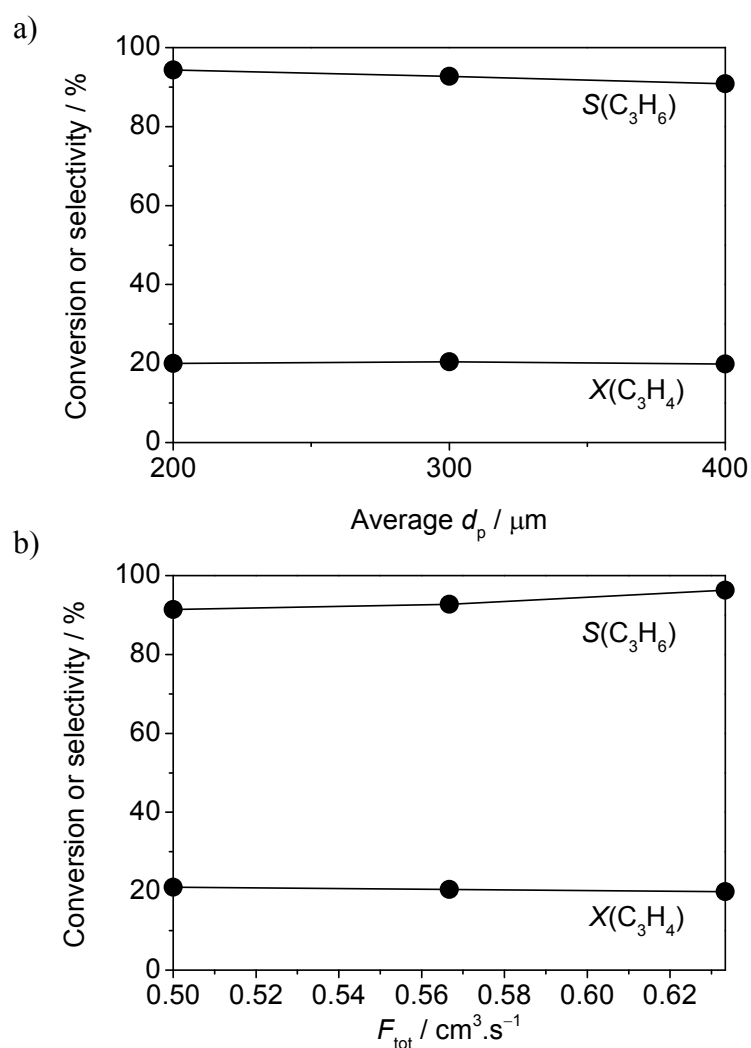 a)
100
80
60
40
20
0
Conversion or selectivity / %
S(C₃H₆)
X(C₃H₄)
200 300 400
Average dₚ / μm
b)
100
80
60
40
20
0
Conversion or selectivity / %
S(C₃H₆)
X(C₃H₄)
0.50 0.52 0.54 0.56 0.58 0.60 0.62
Fₜₒₜ / cm³.s⁻¹